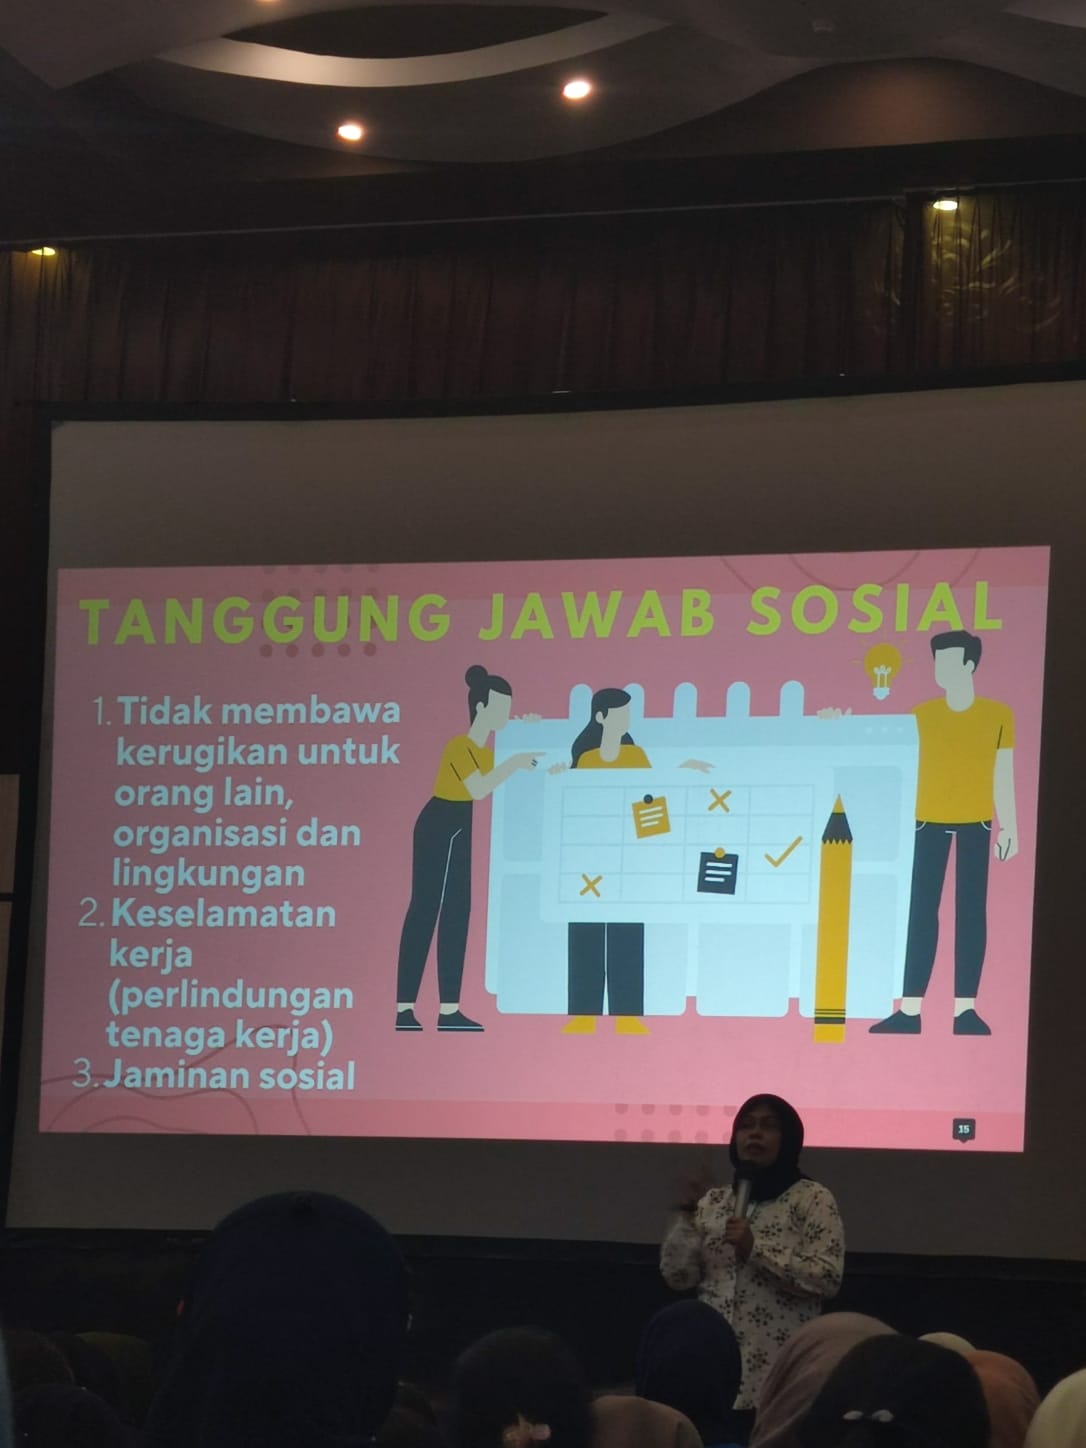 TANGGUNG JAWAB SOSIAL
1. Tidak membawa
kerugikan untuk
orang lain,
organisasi dan
lingkungan
2. Keselamatan
kerja
(perlindungan
tenaga kerja)
3. Jaminan sosial
15